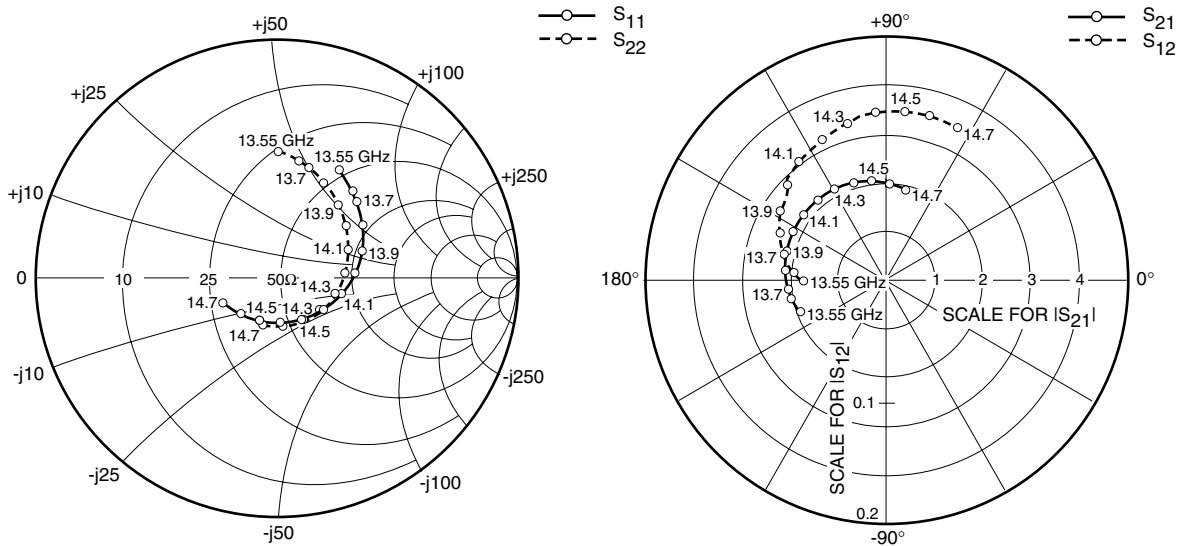 S11
S22
+j50
+j25
+j100
+j10
+j250
0
10
25
50Ω
-j10
-j250
-j25
-j100
-j50
13.55 GHz
13.55 GHz
13.7
13.7
13.9
13.9
14.1
14.1
14.3
14.3
14.5
14.5
14.7
14.7
S21
S12
+90°
180°
0°
-90°
14.5
14.3
14.7
14.1
14.5
14.7
14.3
13.9
14.1
13.7
13.9
13.55 GHz
13.7
13.55 GHz
1
2
3
4
SCALE FOR |S21|
SCALE FOR |S12|
0.1
0.2